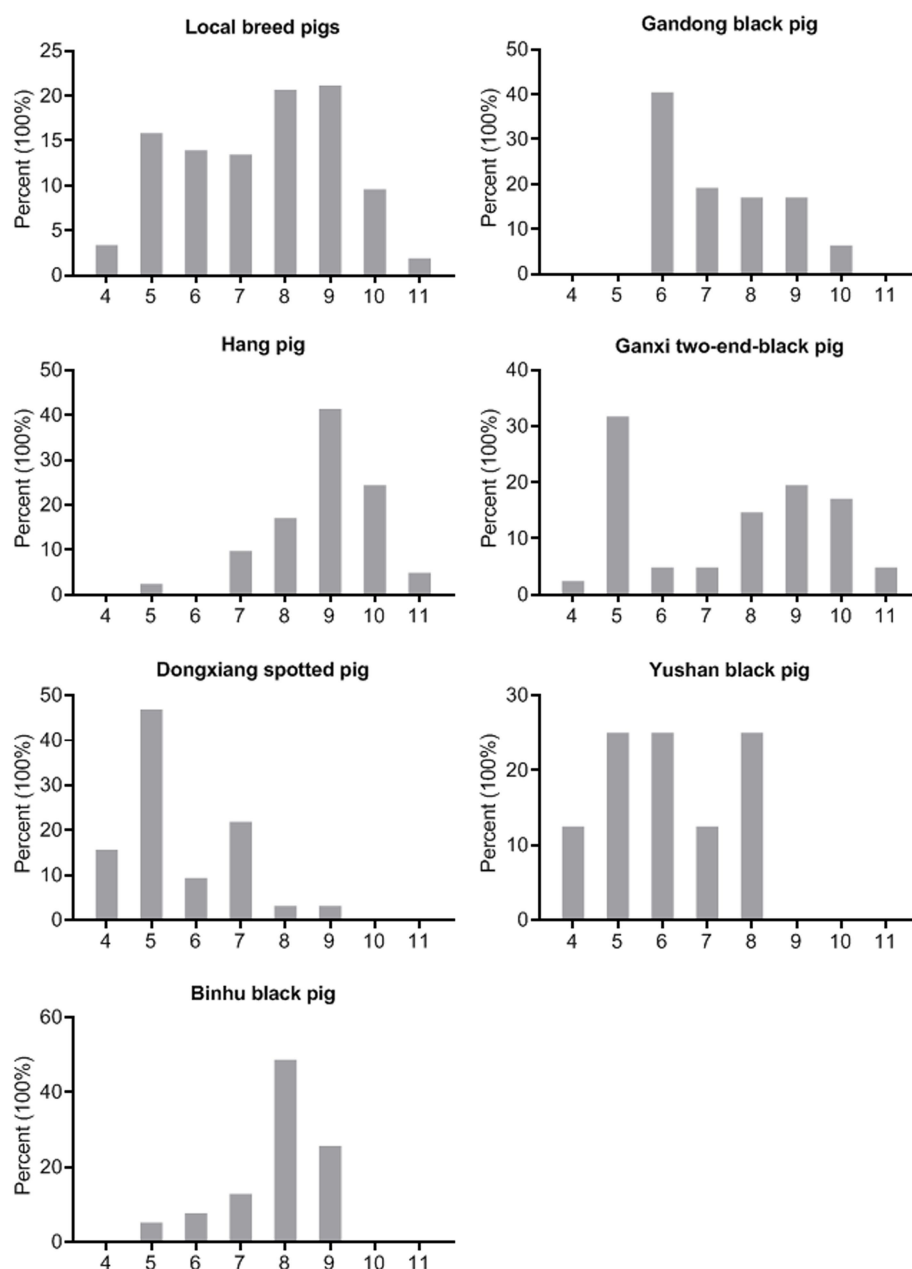 Local breed pigs
Percent (100%)
25
20
15
10
5
0
4 5 6 7 8 9 10 11
Gandong black pig
Percent (100%)
50
40
30
20
10
0
4 5 6 7 8 9 10 11
Hang pig
Percent (100%)
50
40
30
20
10
0
4 5 6 7 8 9 10 11
Ganxi two-end-black pig
Percent (100%)
40
30
20
10
0
4 5 6 7 8 9 10 11
Dongxiang spotted pig
Percent (100%)
50
40
30
20
10
0
4 5 6 7 8 9 10 11
Yushan black pig
Percent (100%)
30
20
10
0
4 5 6 7 8 9 10 11
Binhu black pig
Percent (100%)
60
40
20
0
4 5 6 7 8 9 10 11